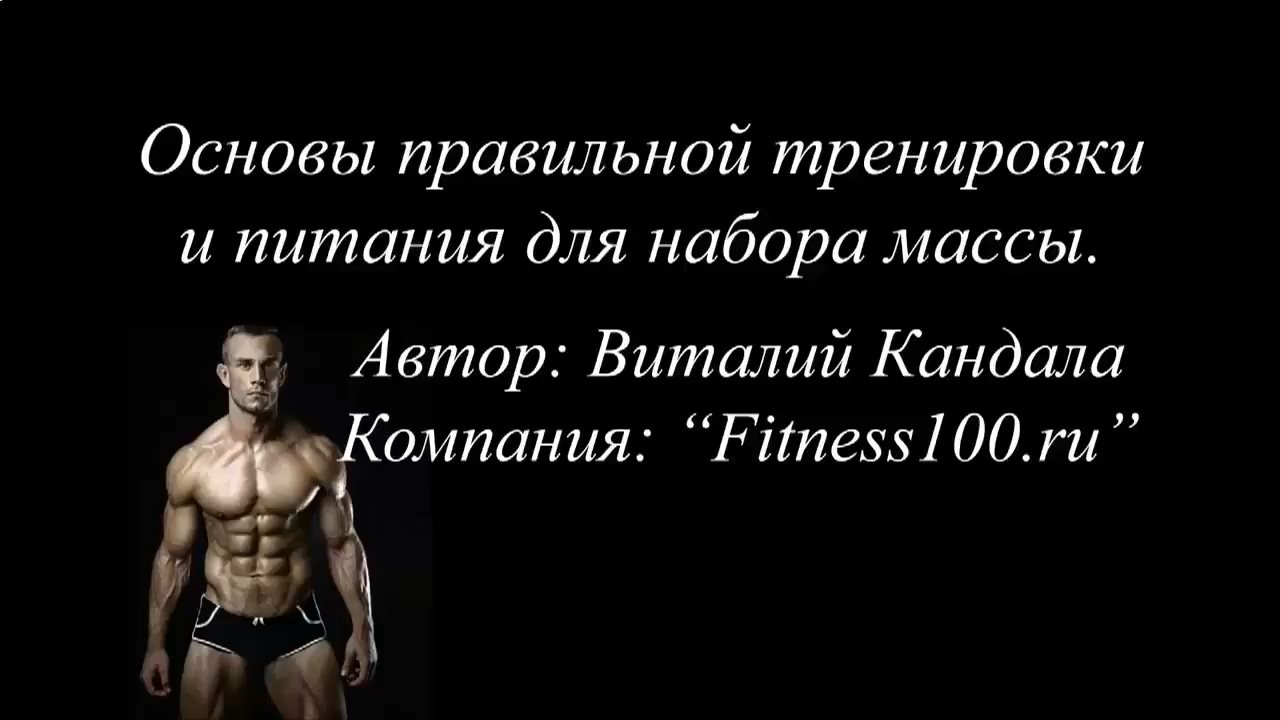 Основы правильной тренировки
и питания для набора массы.
Автор: Виталий Кандала
Компания: “Fitness100.ru”